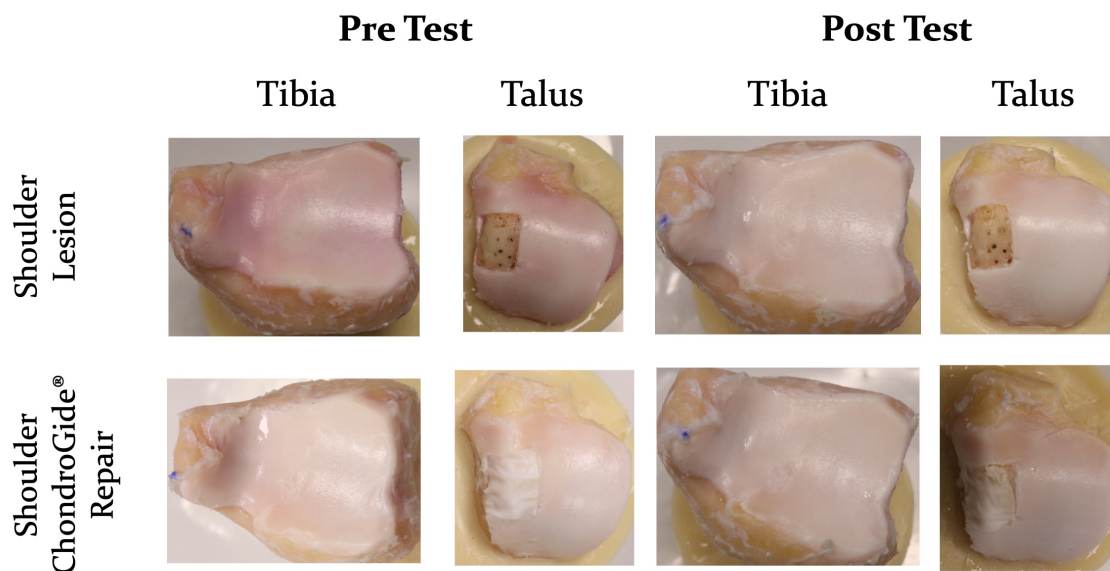 Pre Test
Post Test
Tibia
Talus
Tibia
Talus
Shoulder
Lesion
Shoulder
ChondroGide®
Repair